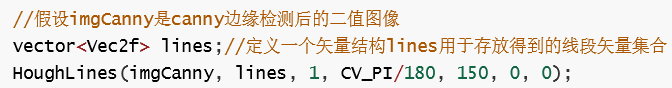 //假设imgCanny是canny边缘检测后的二值图像
vector<Vec2f> lines;//定义一个矢量结构lines用于存放得到的线段矢量集合
HoughLines(imgCanny, lines, 1, CV_PI/180, 150, 0, 0);